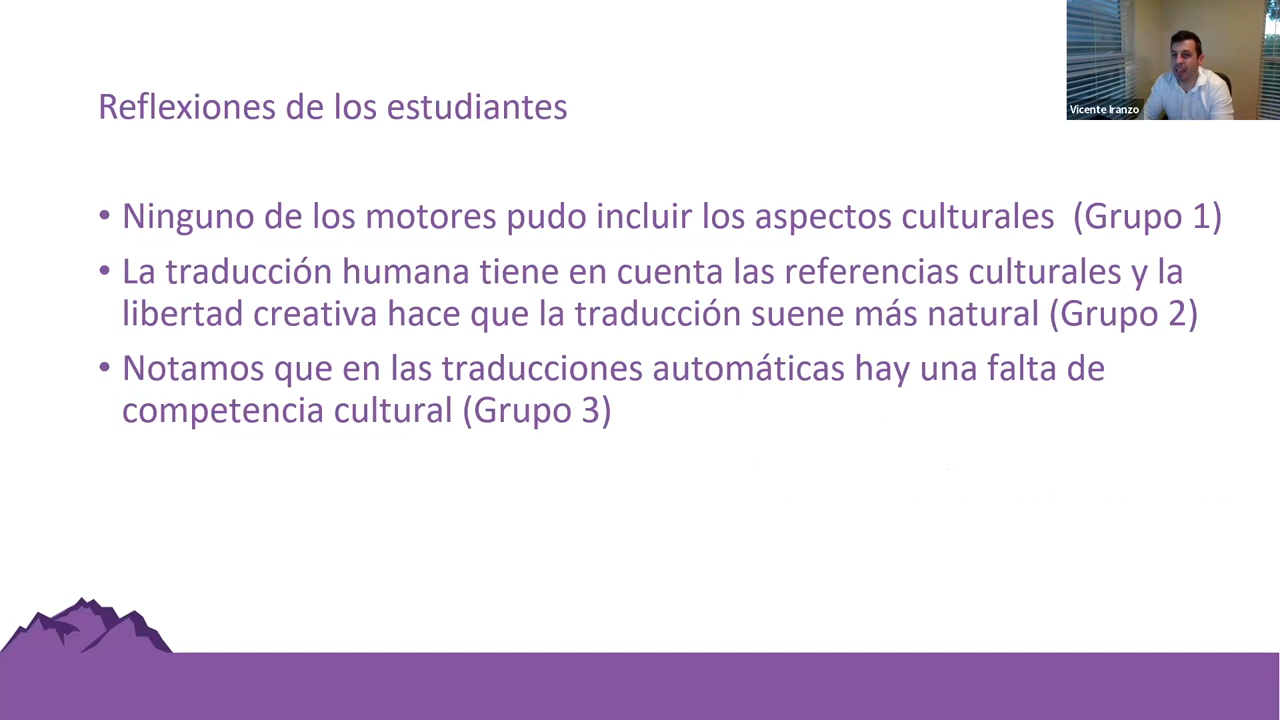 Vicente Iranzo
Reflexiones de los estudiantes
• Ninguno de los motores pudo incluir los aspectos culturales  (Grupo 1)
• La traducción humana tiene en cuenta las referencias culturales y la
libertad creativa hace que la traducción suene más natural (Grupo 2)
• Notamos que en las traducciones automáticas hay una falta de
competencia cultural (Grupo 3)